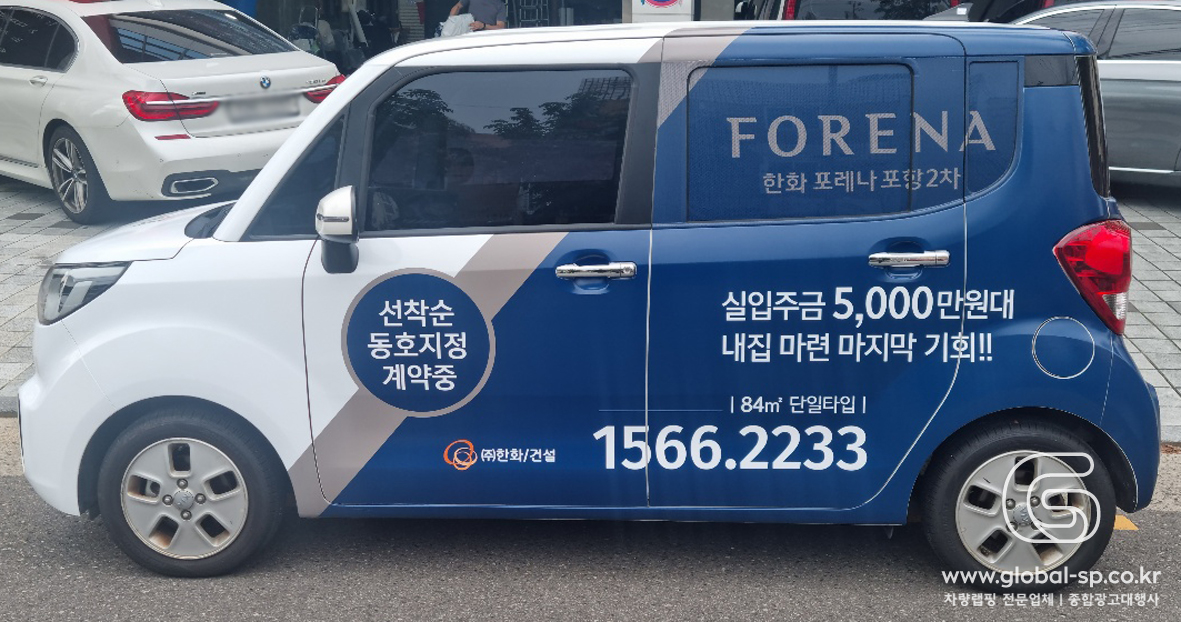 FORENA
한화 포레나 포항2차
선착순
동호지정
계약중
실입주금 5,000만원대
내집 마련 마지막 기회!!
| 84㎡ 단일타입 |
1566.2233
㈜한화/건설
www.global-sp.co.kr
차량랩핑 전문업체 | 종합광고대행사